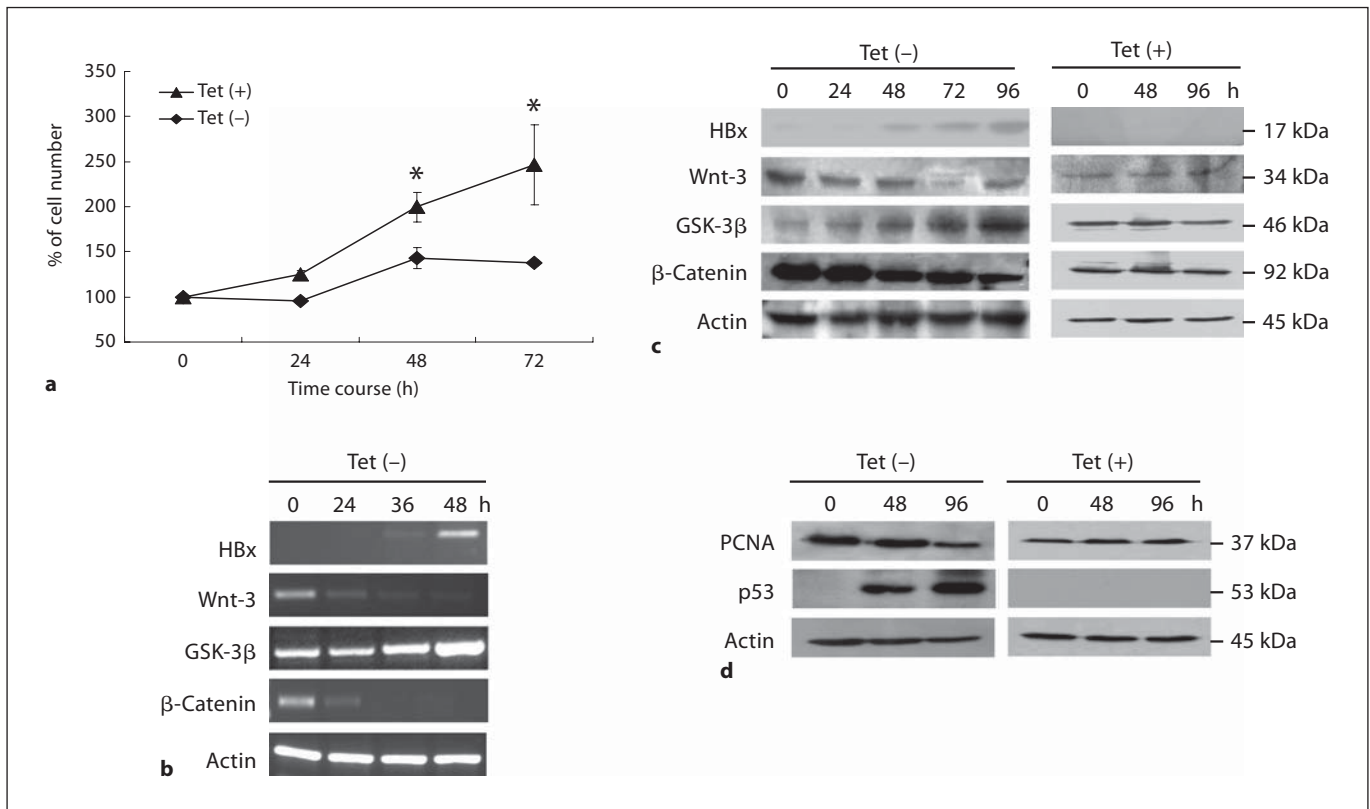 350
300
250
200
150
100
50
% of cell number
Tet (+)
Tet (–)
*
*
0 24 48 72
Time course (h)
a
Tet (–)
0 24 36 48 h
HBx
Wnt-3
GSK-3β
β-Catenin
Actin
b
Tet (–) Tet (+)
0 24 48 72 96 0 48 96 h
HBx 17 kDa
Wnt-3 34 kDa
GSK-3β 46 kDa
β-Catenin 92 kDa
Actin 45 kDa
c
Tet (–) Tet (+)
0 48 96 0 48 96 h
PCNA 37 kDa
p53 53 kDa
Actin 45 kDa
d